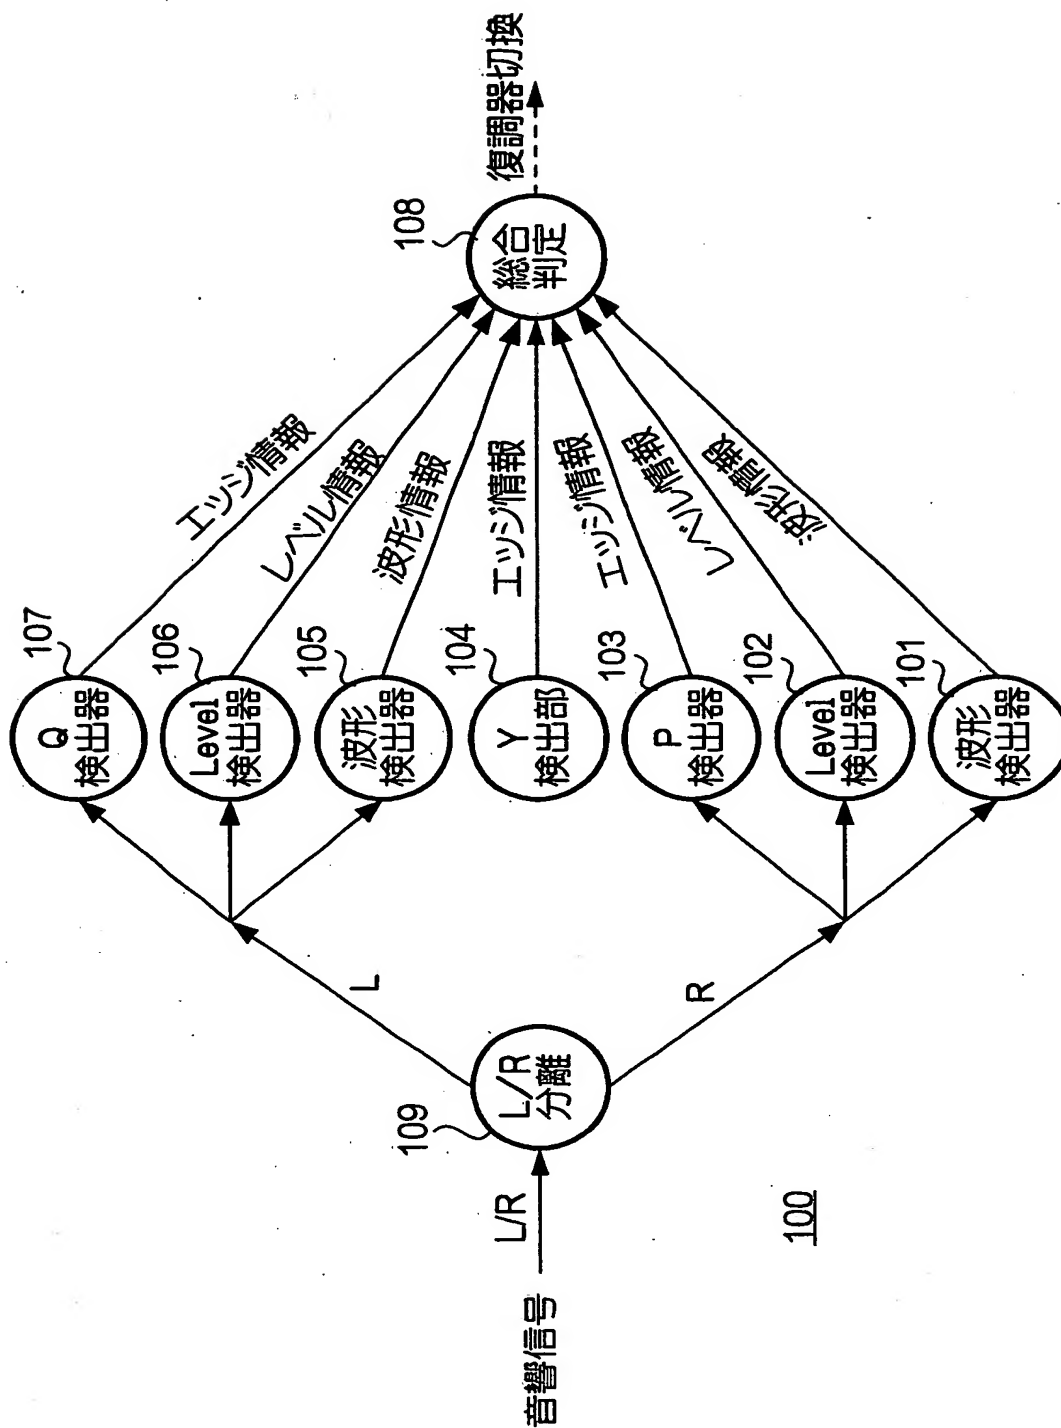 音響信号
L/R
109
L/R
分離
L
R
107
Q
検出器
106
Level
検出器
105
波形
検出器
104
Y
検出部
103
P
検出器
102
Level
検出器
101
波形
検出器
エッジ情報
レベル情報
波形情報
エッジ情報
エッジ情報
レベル情報
波形情報
108
総合
判定
復調器切換
100